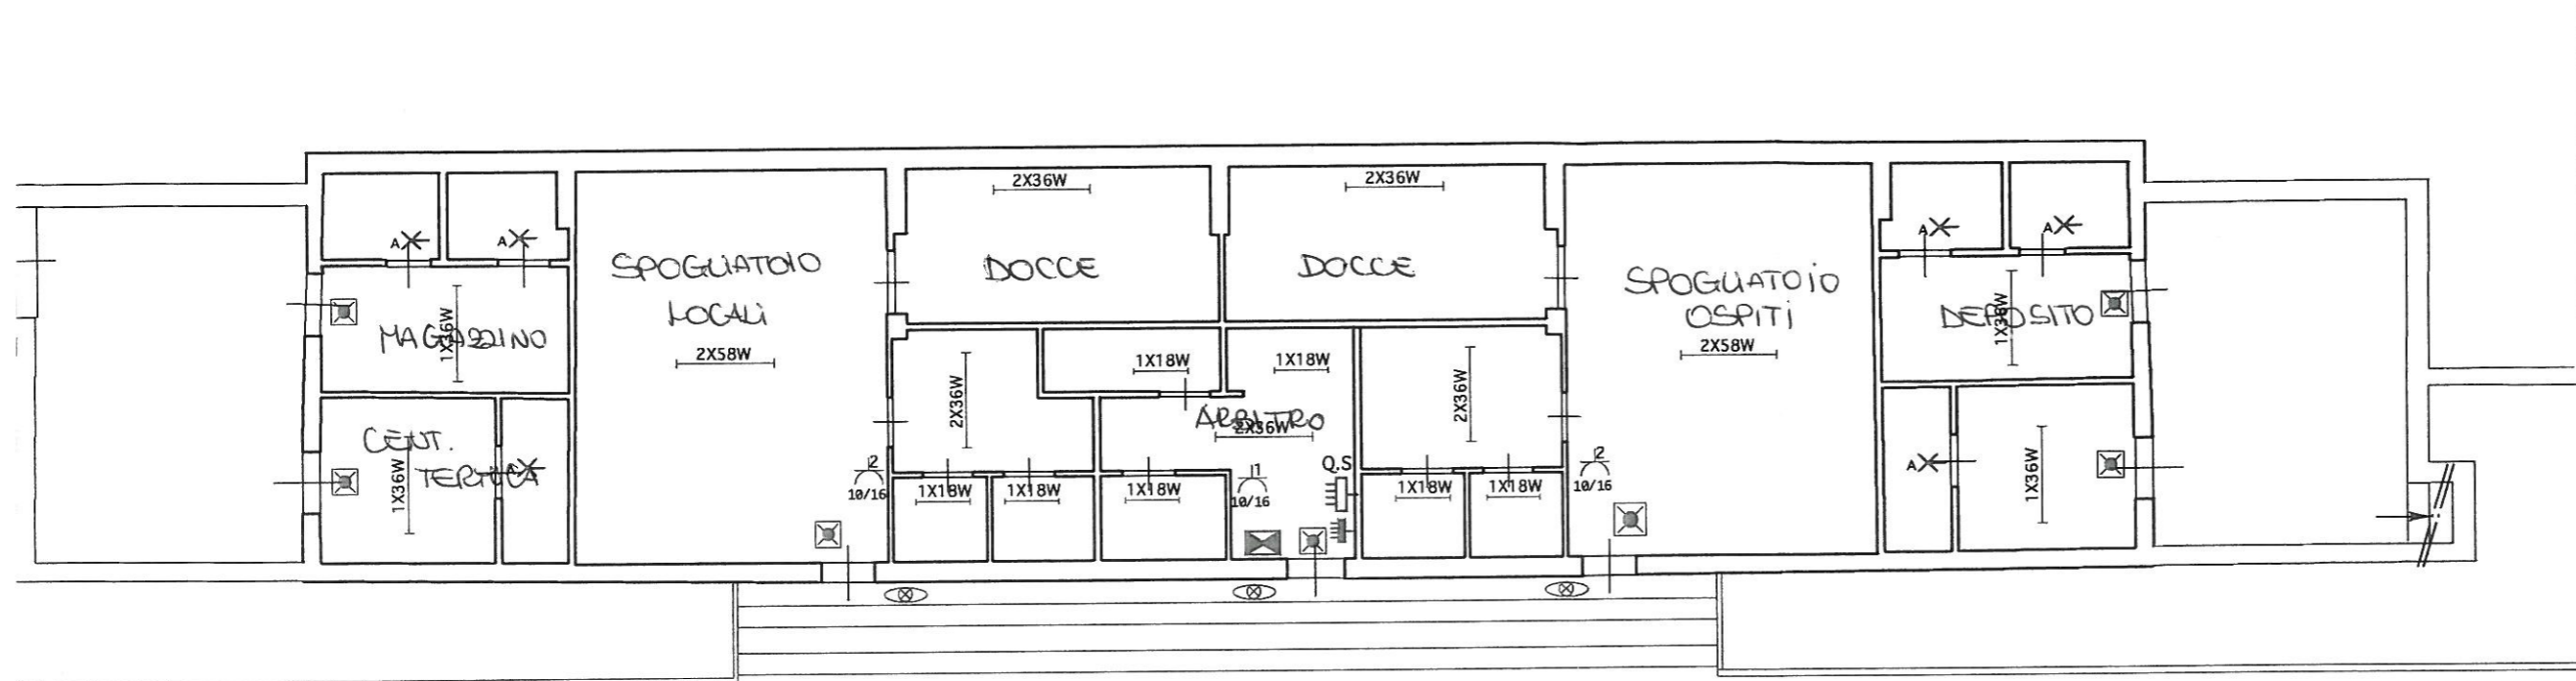 2X36W
2X36W
A
A
A
A
SPOGLIATOIO
LOCALI
DOCCE
DOCCE
SPOGLIATOIO
OSPITI
MAGAZZINO
1X36W
DEPOSITO
1X36W
2X58W
2X58W
1X18W
1X18W
2X36W
2X36W
ARBITRO
2X36W
CENT.
TERMICA
1X36W
2
10/16
1X18W
1X18W
1X18W
1
10/16
Q.S
1X18W
1X18W
2
10/16
A
1X36W